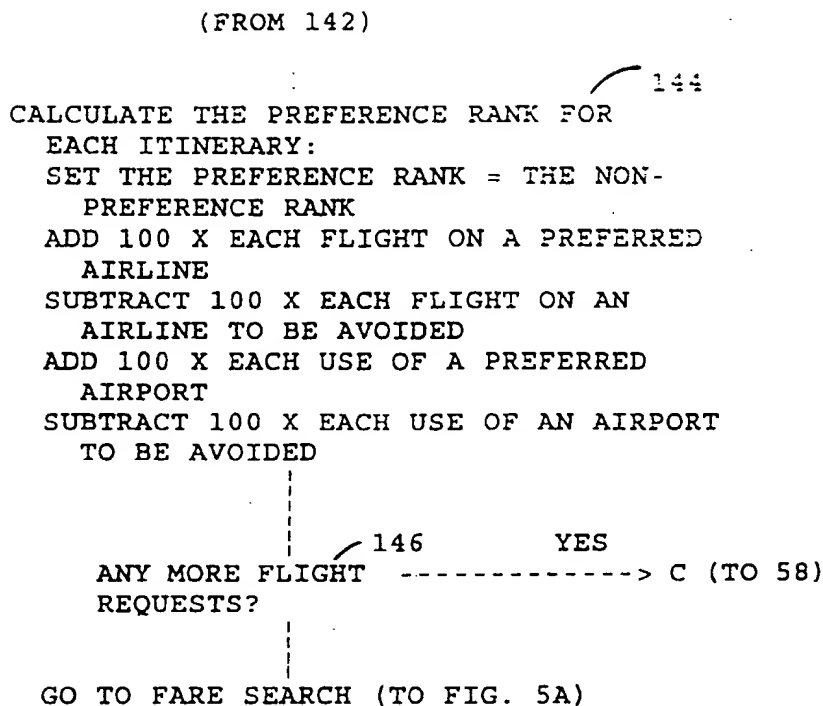 (FROM 142)
144
CALCULATE THE PREFERENCE RANK FOR
EACH ITINERARY:
SET THE PREFERENCE RANK = THE NON-
PREFERENCE RANK
ADD 100 X EACH FLIGHT ON A PREFERRED
AIRLINE
SUBTRACT 100 X EACH FLIGHT ON AN
AIRLINE TO BE AVOIDED
ADD 100 X EACH USE OF A PREFERRED
AIRPORT
SUBTRACT 100 X EACH USE OF AN AIRPORT
TO BE AVOIDED
146 YES
ANY MORE FLIGHT -------------> C (TO 58)
REQUESTS?
GO TO FARE SEARCH (TO FIG. 5A)